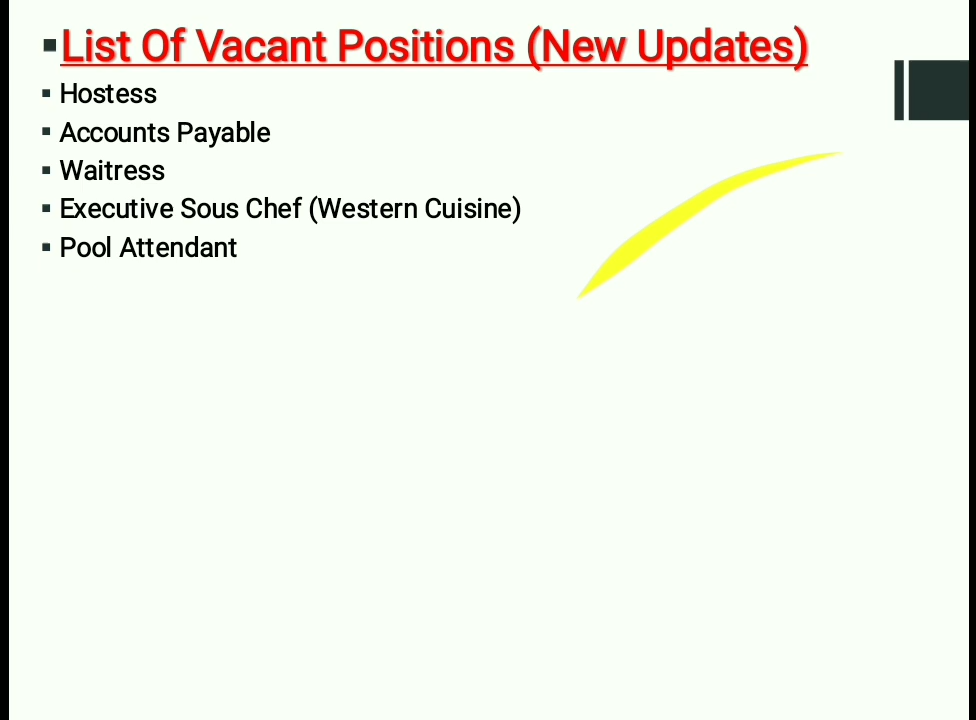 ▪List Of Vacant Positions (New Updates)
▪ Hostess
▪ Accounts Payable
▪ Waitress
▪ Executive Sous Chef (Western Cuisine)
▪ Pool Attendant